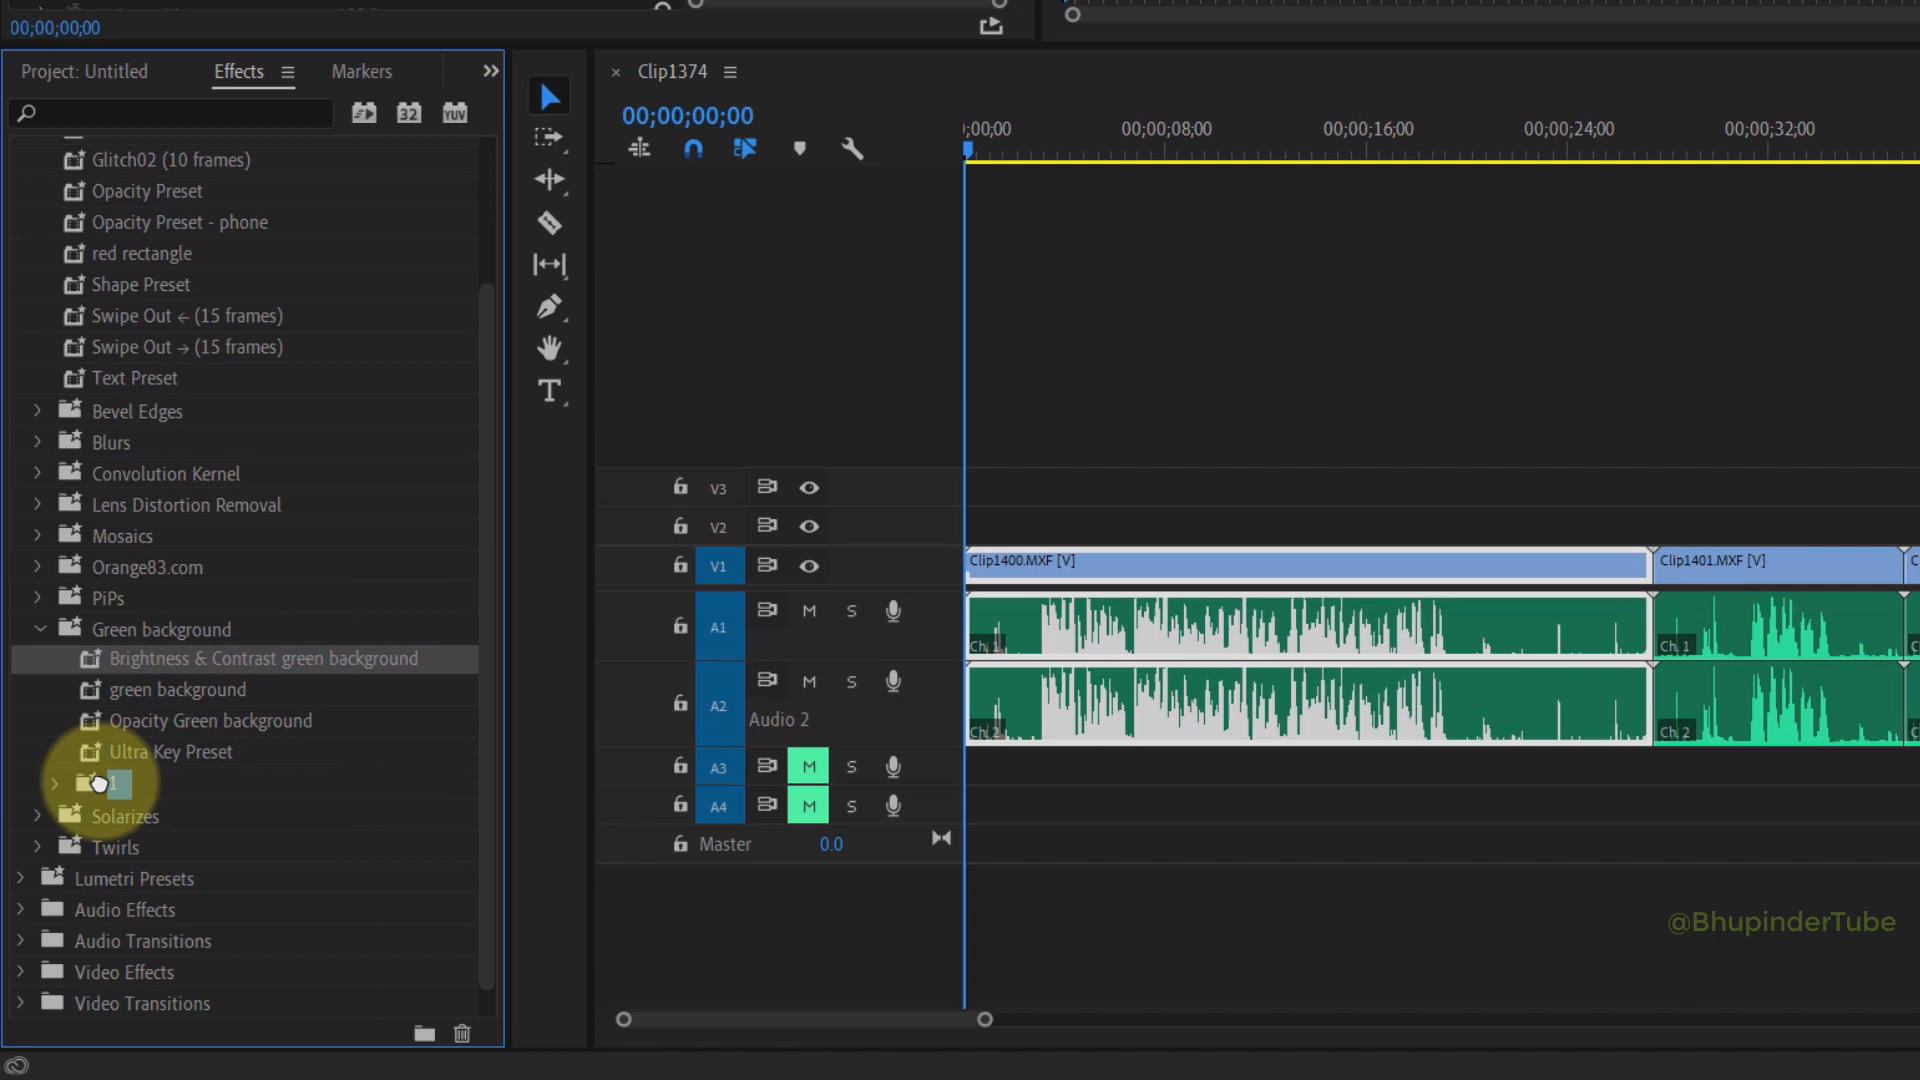 00;00;00;00
Project: Untitled
Effects
Markers
32
YUV
Glitch02 (10 frames)
Opacity Preset
Opacity Preset - phone
red rectangle
Shape Preset
Swipe Out ← (15 frames)
Swipe Out → (15 frames)
Text Preset
Bevel Edges
Blurs
Convolution Kernel
Lens Distortion Removal
Mosaics
Orange83.com
PiPs
Green background
Brightness & Contrast green background
green background
Opacity Green background
Ultra Key Preset
1
Solarizes
Twirls
Lumetri Presets
Audio Effects
Audio Transitions
Video Effects
Video Transitions
Clip1374
00;00;00;00
;00;00 00;00;08;00 00;00;16;00 00;00;24;00 00;00;32;00
V3
V2
V1
Clip1400.MXF [V] Clip1401.MXF [V] C
A1 M S
Ch. 1 Ch. 1 C
A2 M S
Audio 2
Ch. 2 Ch. 2 C
A3 M S
A4 M S
Master 0.0
@BhupinderTube